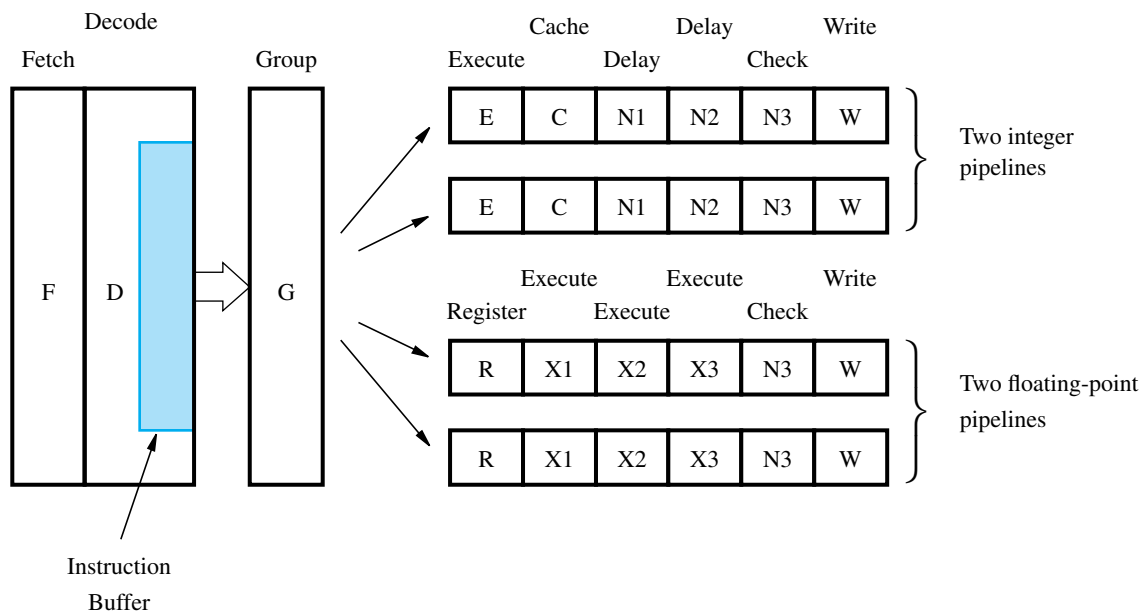 Decode
Fetch
Group
Cache
Delay
Write
Execute
Delay
Check
E C N1 N2 N3 W
Two integer
pipelines
E C N1 N2 N3 W
F
D
G
Execute
Execute
Write
Register
Execute
Check
R X1 X2 X3 N3 W
Two floating-point
pipelines
R X1 X2 X3 N3 W
Instruction
Buffer